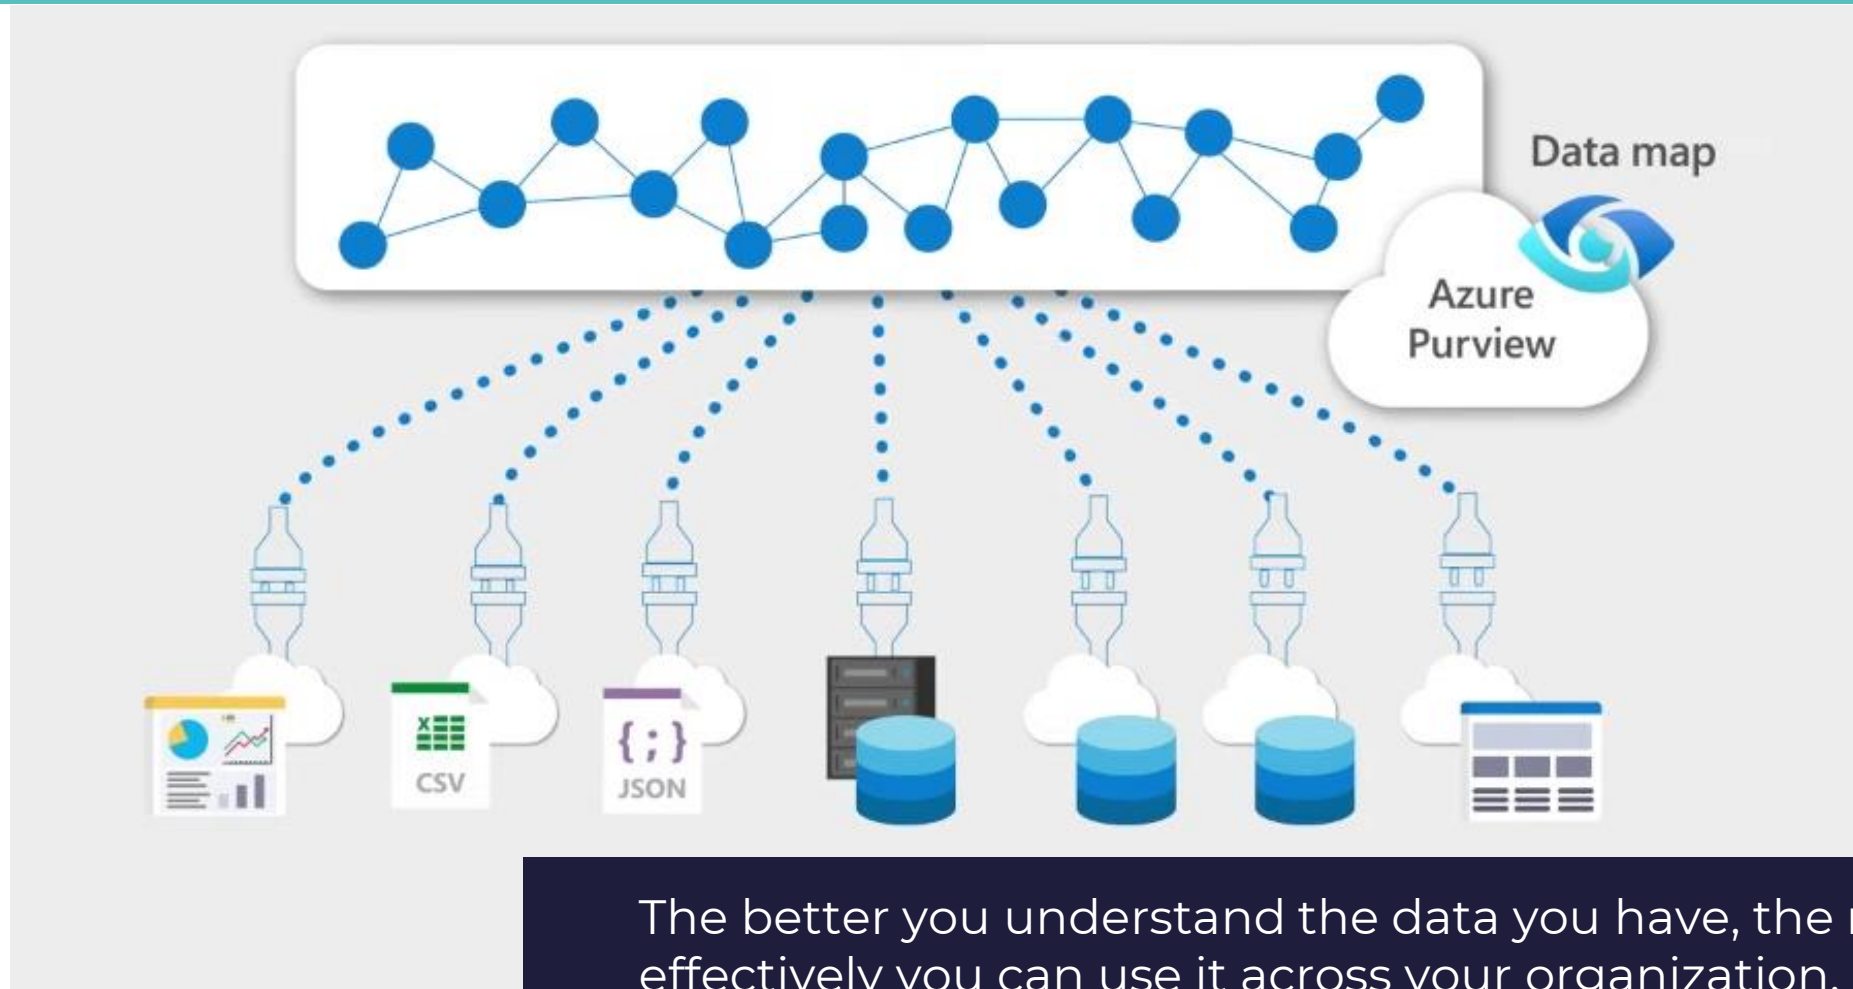 Data map
Azure
Purview
CSV
JSON
The better you understand the data you have, the
effectively you can use it across your organization.